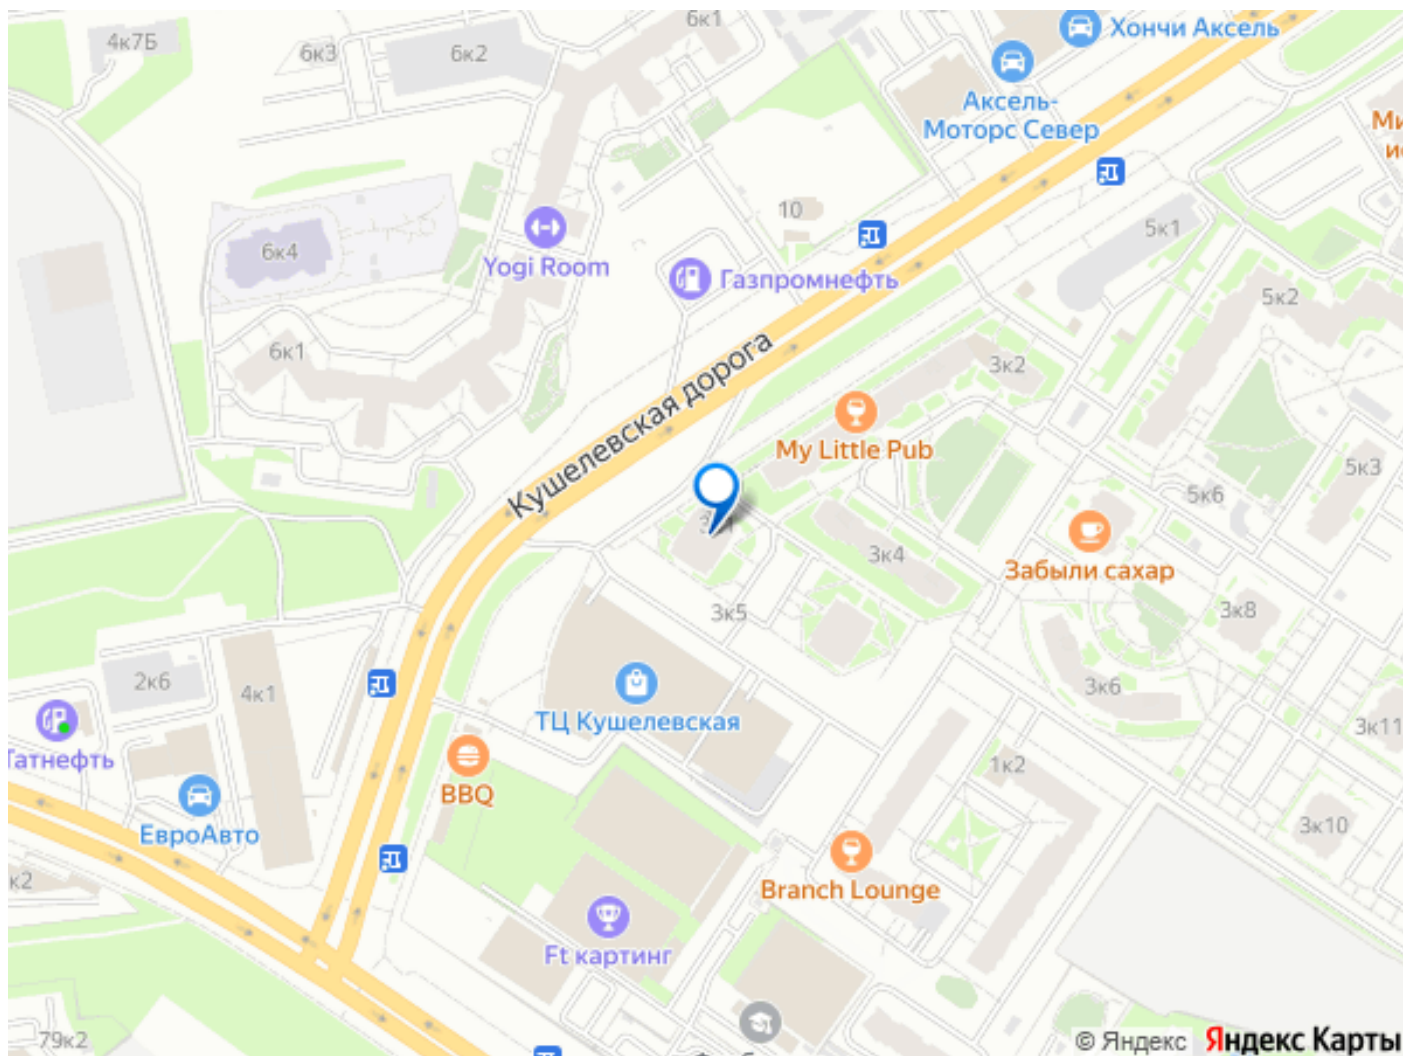 6к1
4к7Б
6к3
6к2
Хончи Аксель
Аксель-
Моторс Север
10
5к1
6к4
Yogi Room
Газпромнефть
5к2
6к1
3к2
Кушелевская дорога
My Little Pub
5к3
5к6
3к4
Забыли сахар
3к5
3к8
3к6
2к6
4к1
ТЦ Кушелевская
3к11
1к2
BBQ
ЕвроАвто
3к10
Branch Lounge
Ft картинг
79к2
© Яндекс Яндекс Карты